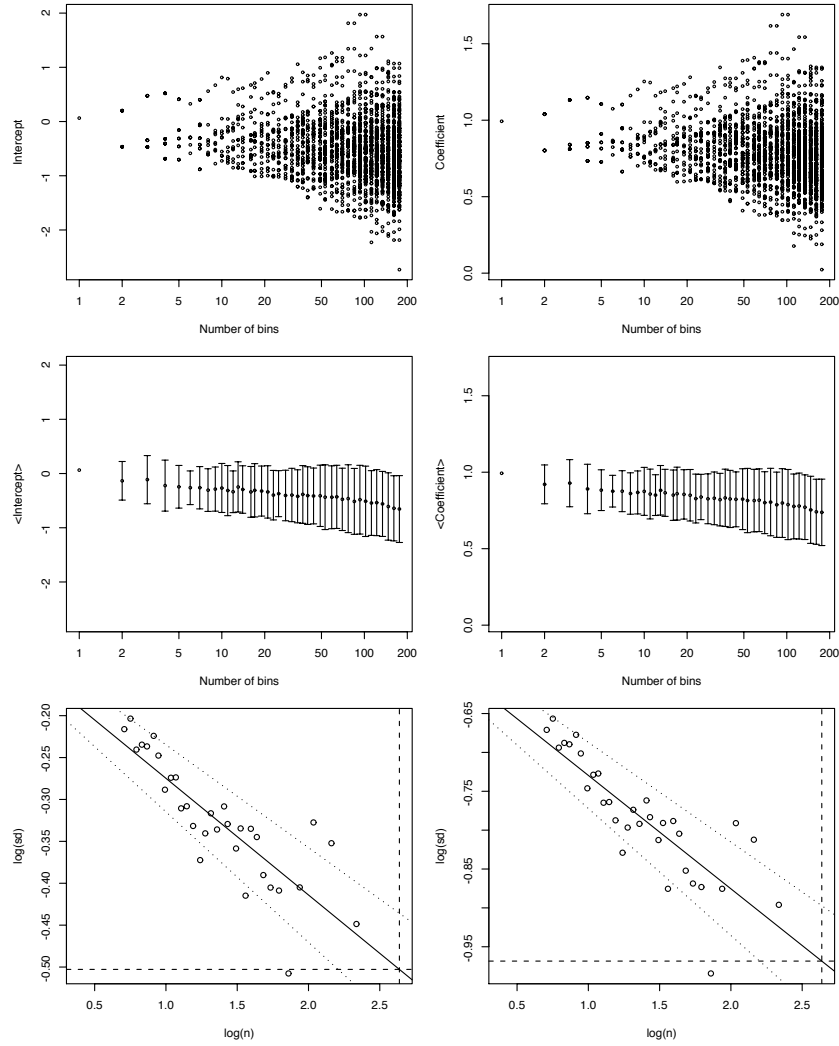 2
1
0
-1
-2
Intercept
1 2 5 10 20 50 100 200
Number of bins
1.5
1.0
0.5
0.0
Coefficient
1 2 5 10 20 50 100 200
Number of bins
2
1
0
-1
-2
<Intercept>
1 2 5 10 20 50 100 200
Number of bins
1.5
1.0
0.5
0.0
<Coefficient>
1 2 5 10 20 50 100 200
Number of bins
-0.20
-0.25
-0.30
-0.35
-0.40
-0.45
-0.50
log(sd)
0.5 1.0 1.5 2.0 2.5
log(n)
-0.65
-0.75
-0.85
-0.95
log(sd)
0.5 1.0 1.5 2.0 2.5
log(n)